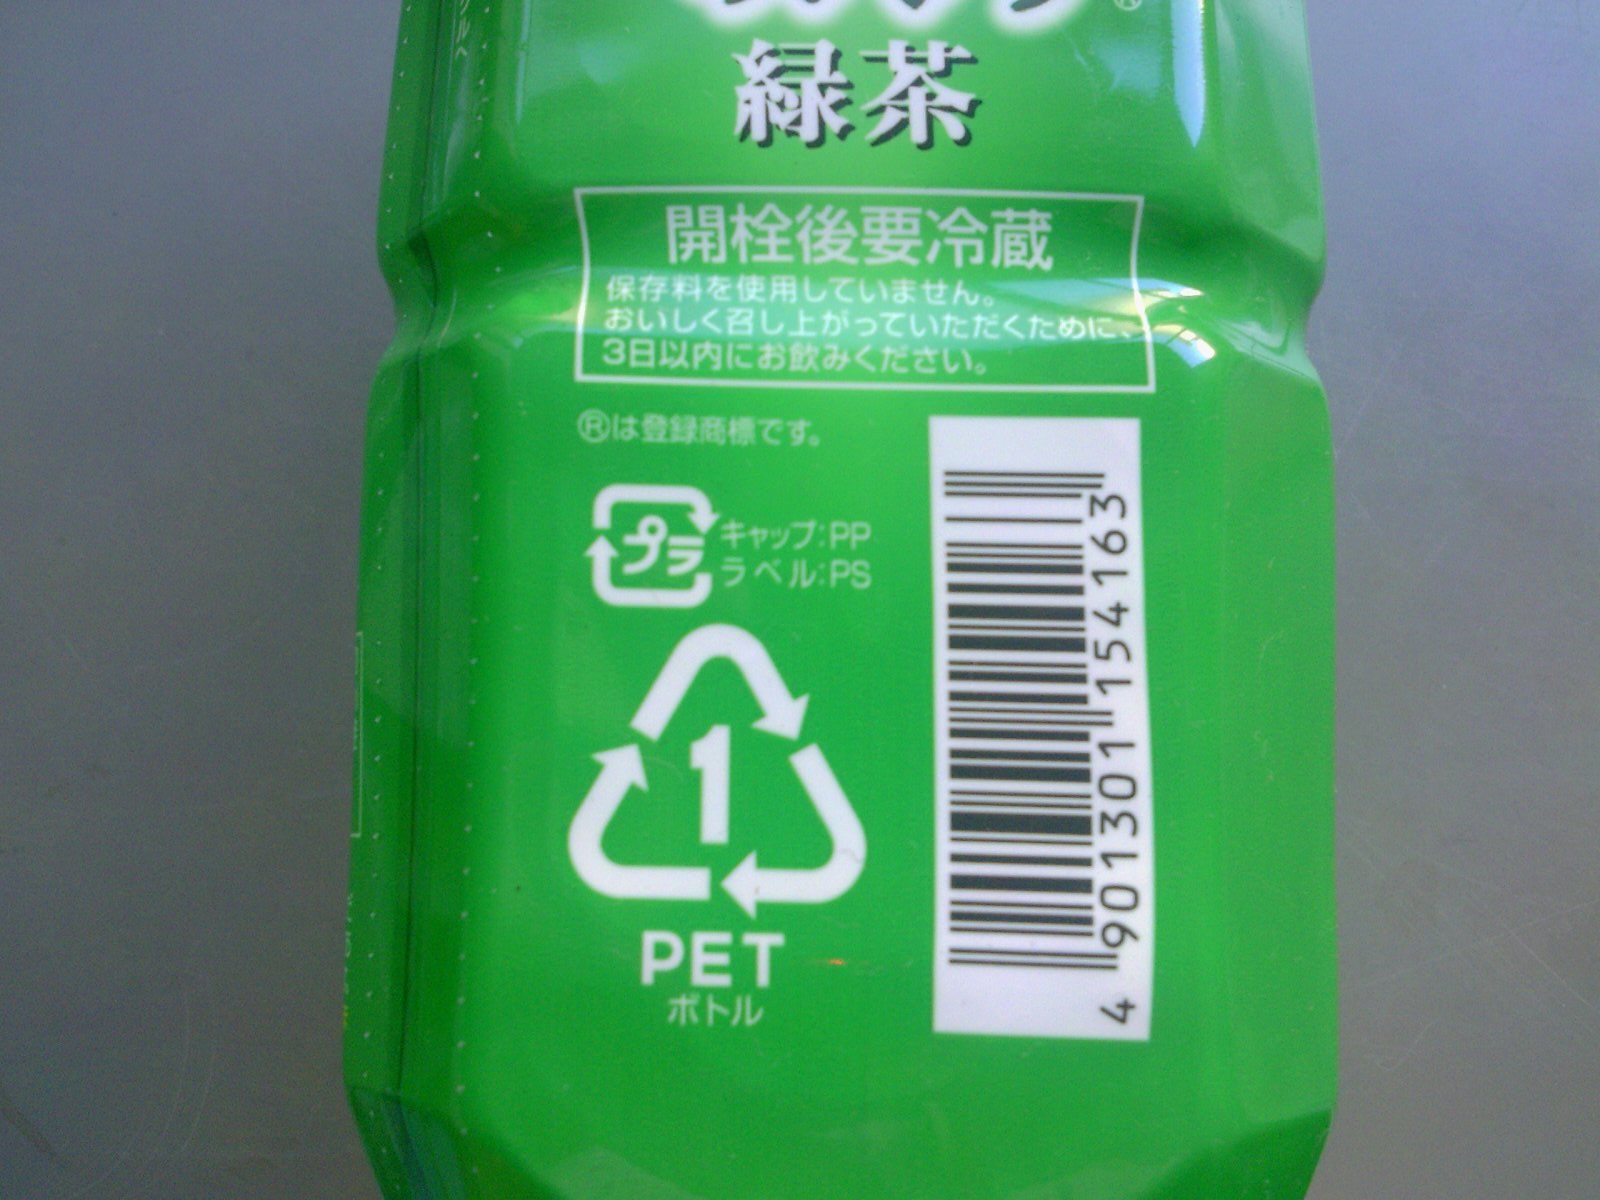 緑茶
開栓後要冷蔵
保存料を使用していません。
おいしく召し上がっていただくために、
3日以内にお飲みください。
®は登録商標です。
プラ
キャップ:PP
ラベル:PS
1
PET
ボトル
4 901301 154163